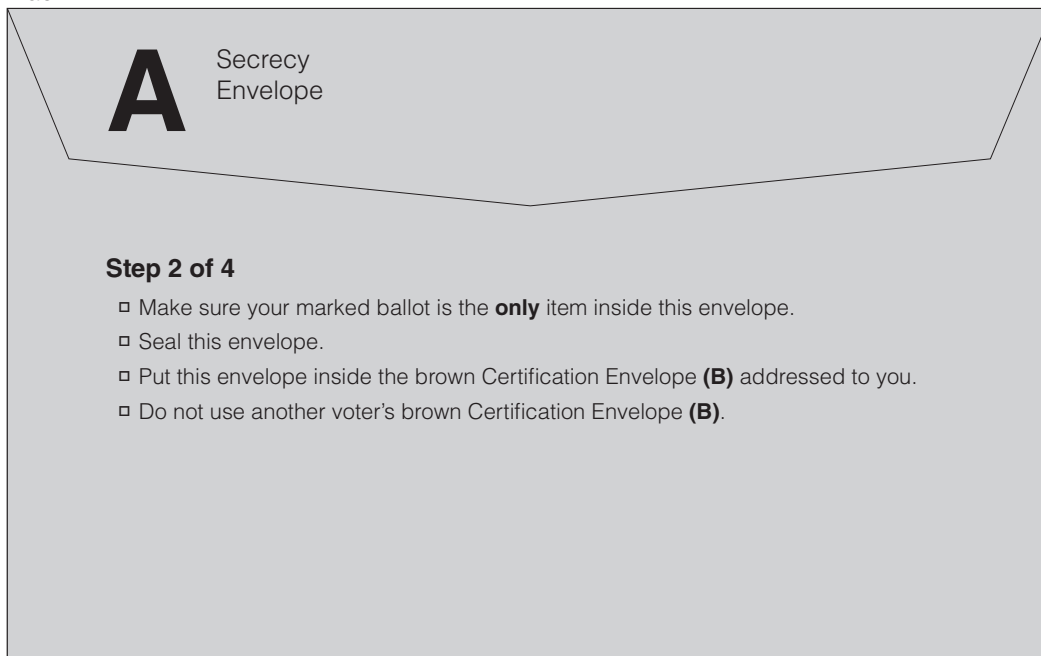 A
Secrecy
Envelope
Step 2 of 4
Make sure your marked ballot is the only item inside this envelope.
Seal this envelope.
Put this envelope inside the brown Certification Envelope (B) addressed to you.
Do not use another voter’s brown Certification Envelope (B).